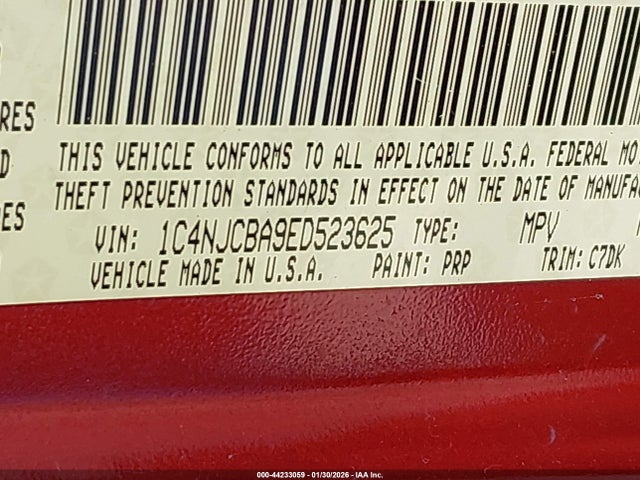 RES
THIS VEHICLE CONFORMS TO ALL APPLICABLE U.S.A. FEDERAL MO
D
THEFT PREVENTION STANDARDS IN EFFECT ON THE DATE OF MANUFA
ES
VIN: 1C4NJCBA9ED523625 TYPE: MPV
VEHICLE MADE IN U.S.A. PAINT: PRP TRIM: C7DK
000-44233059 - 01/30/2026 - IAA Inc.